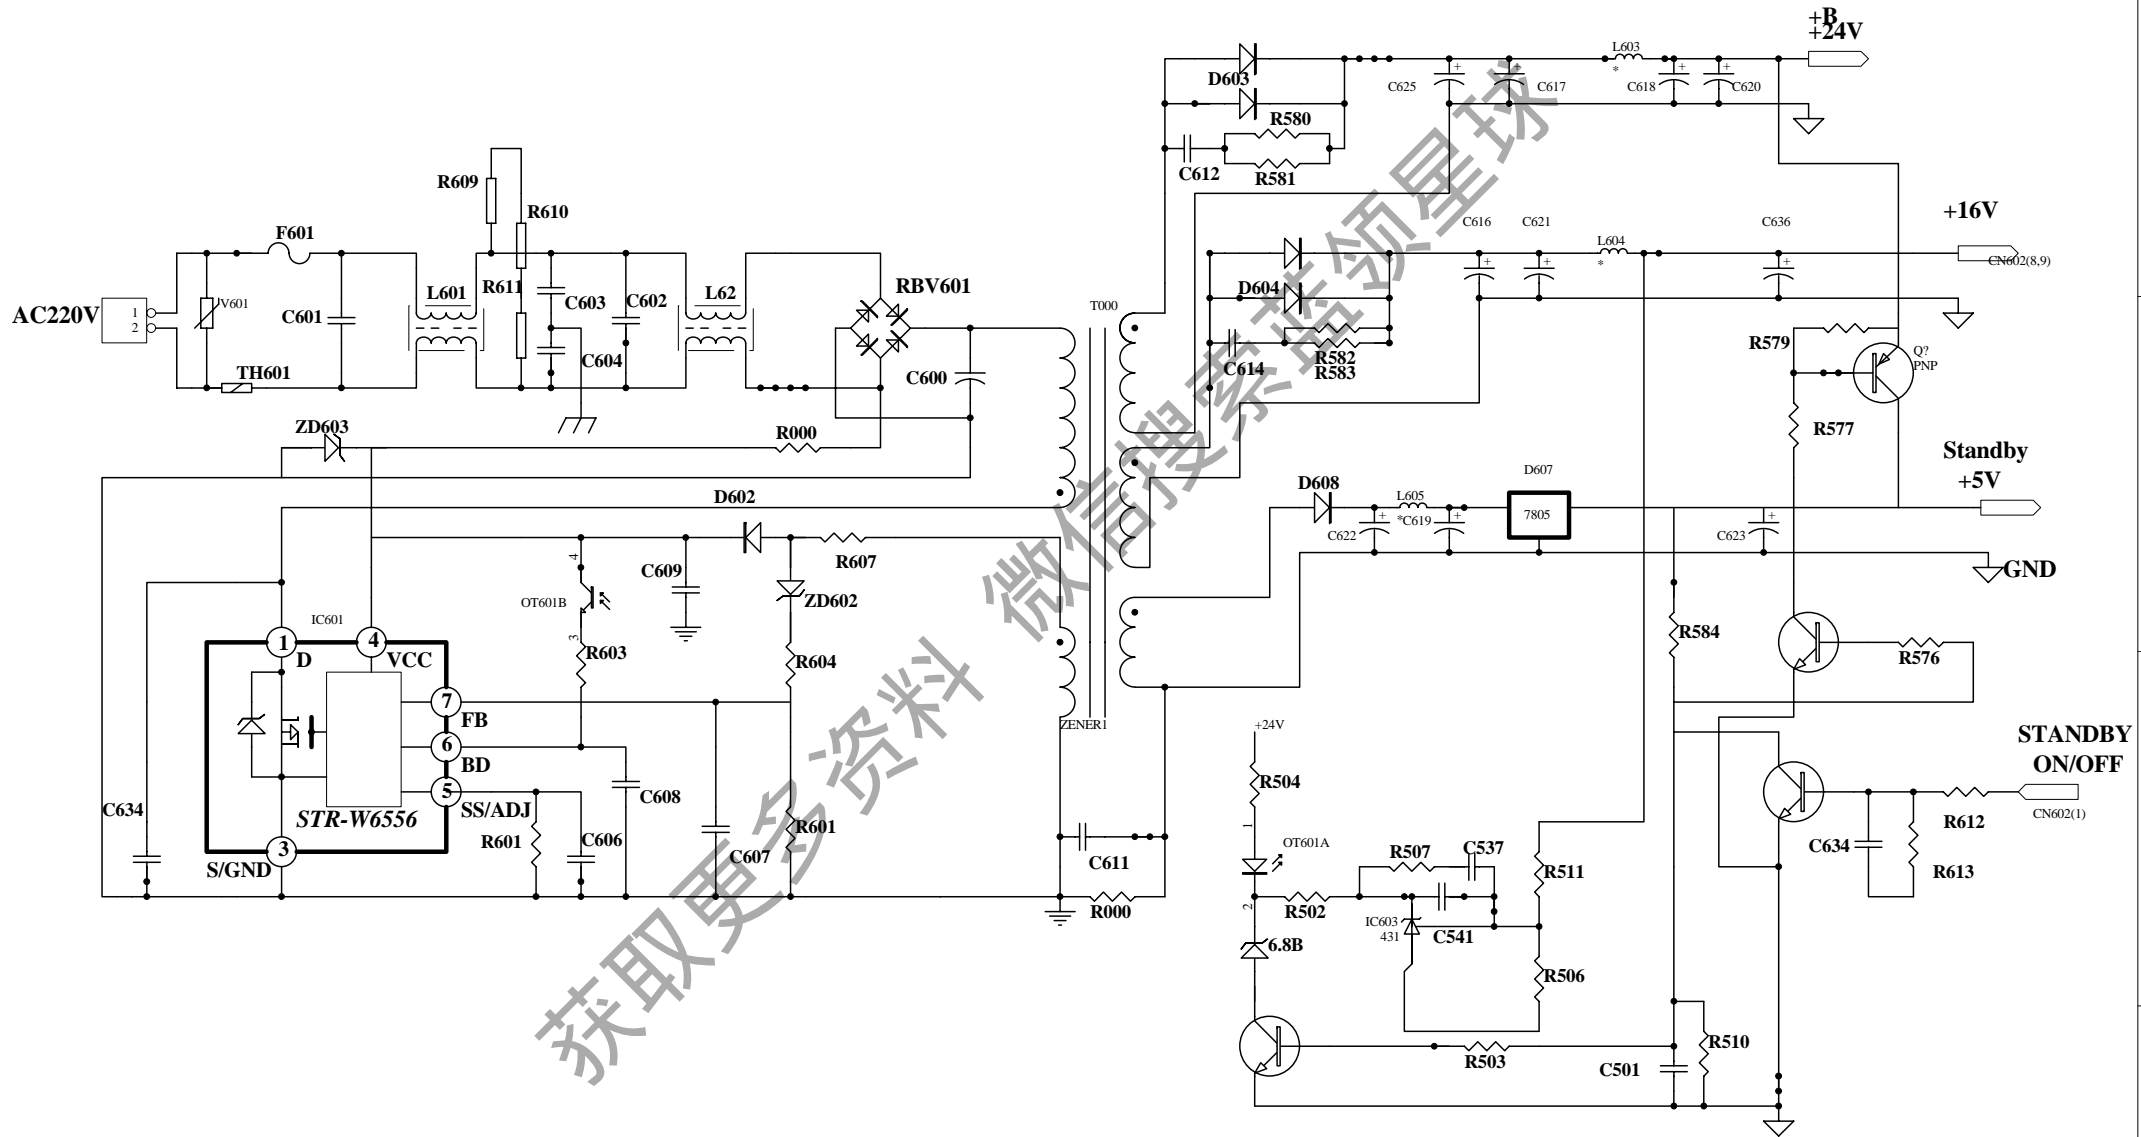 +B
+24V
L603
*
D603
C625
C617
C618
C620
R580
C612
R581
R609
R610
F601
R611
L601
C603
C602
L62
RBV601
V601
C601
AC220V
1
2
C604
TH601
C600
T000
C616
C621
C636
+16V
L604
*
CN602(8,9)
D604
R582
R583
C614
R579
Q?
PNP
R577
ZD603
R000
D602
Standby
+5V
D607
D608
L605
*
C619
C622
7805
C623
GND
R607
C609
4
OT601B
3
ZD602
IC601
1
D
4
VCC
R603
R604
7
FB
6
BD
5
SS/ADJ
STR-W6556
3
S/GND
C634
R601
C606
C608
C607
R601
ZENER1
C611
R000
R584
R576
+24V
R504
1
OT601A
2
R502
R507
C537
R511
IC603
431
C541
R506
6.8B
R503
C501
R510
STANDBY
ON/OFF
CN602(1)
R612
C634
R613
获取更多资料 微信搜索蓝领星球